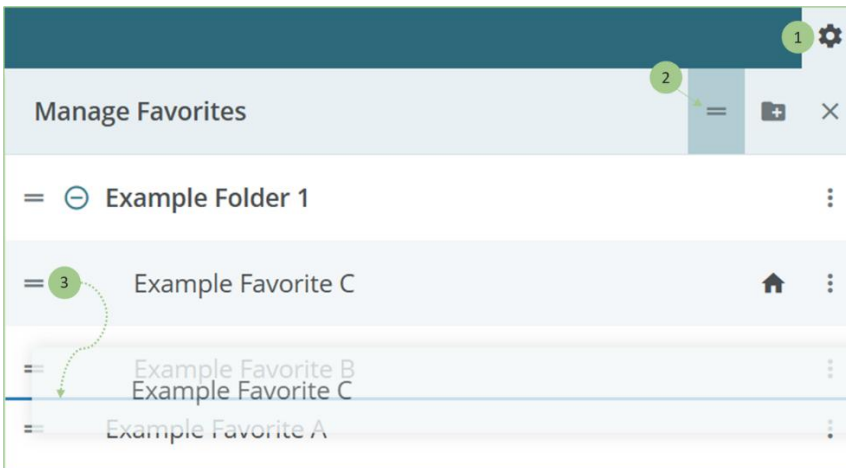 1
2
Manage Favorites
Example Folder 1
3
Example Favorite C
Example Favorite B
Example Favorite C
Example Favorite A